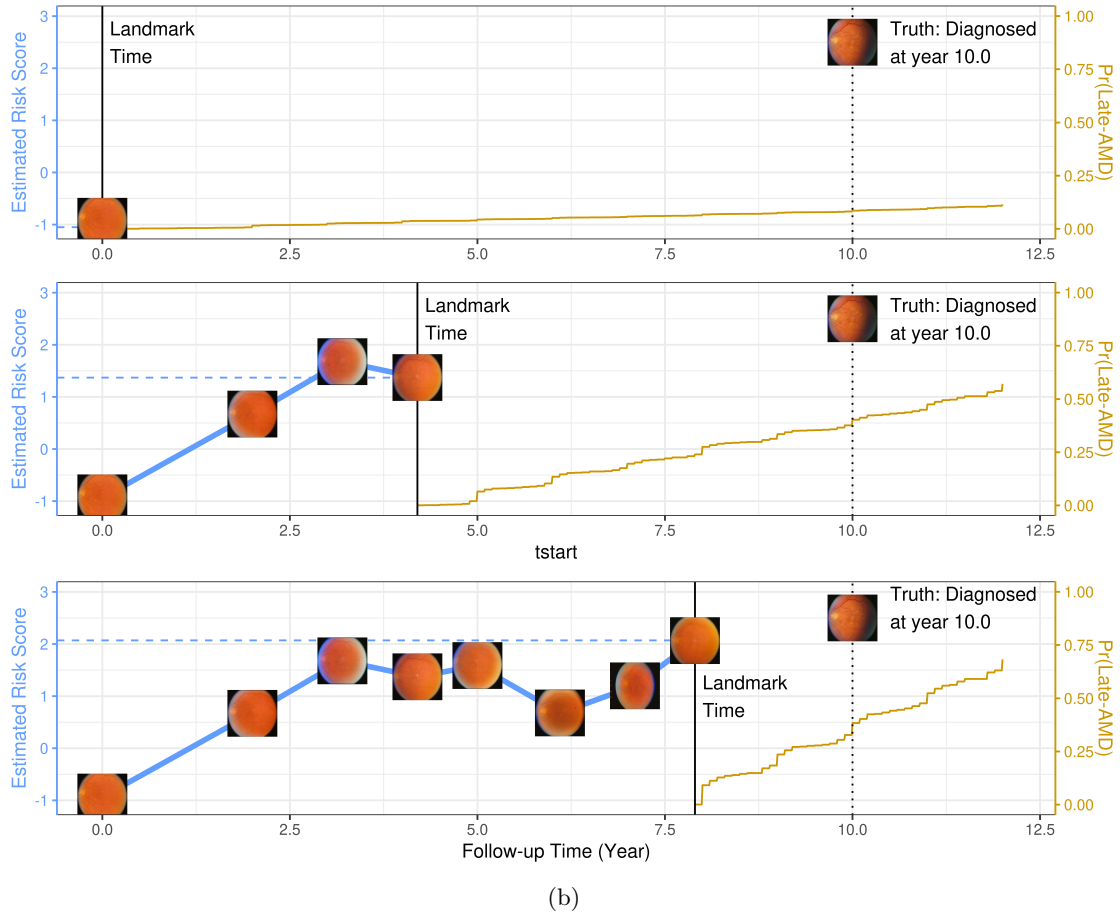 Estimated Risk Score
3
2
1
0
-1
Landmark
Time
Truth: Diagnosed
at year 10.0
1.00
0.75
0.50
0.25
0.00
Pr(Late-AMD)
0.0
2.5
5.0
7.5
10.0
12.5
Estimated Risk Score
3
2
1
0
-1
Landmark
Time
Truth: Diagnosed
at year 10.0
1.00
0.75
0.50
0.25
0.00
Pr(Late-AMD)
0.0
2.5
5.0
7.5
10.0
12.5
tstart
Estimated Risk Score
3
2
1
0
-1
Landmark
Time
Truth: Diagnosed
at year 10.0
1.00
0.75
0.50
0.25
0.00
Pr(Late-AMD)
0.0
2.5
5.0
7.5
10.0
12.5
Follow-up Time (Year)
(b)